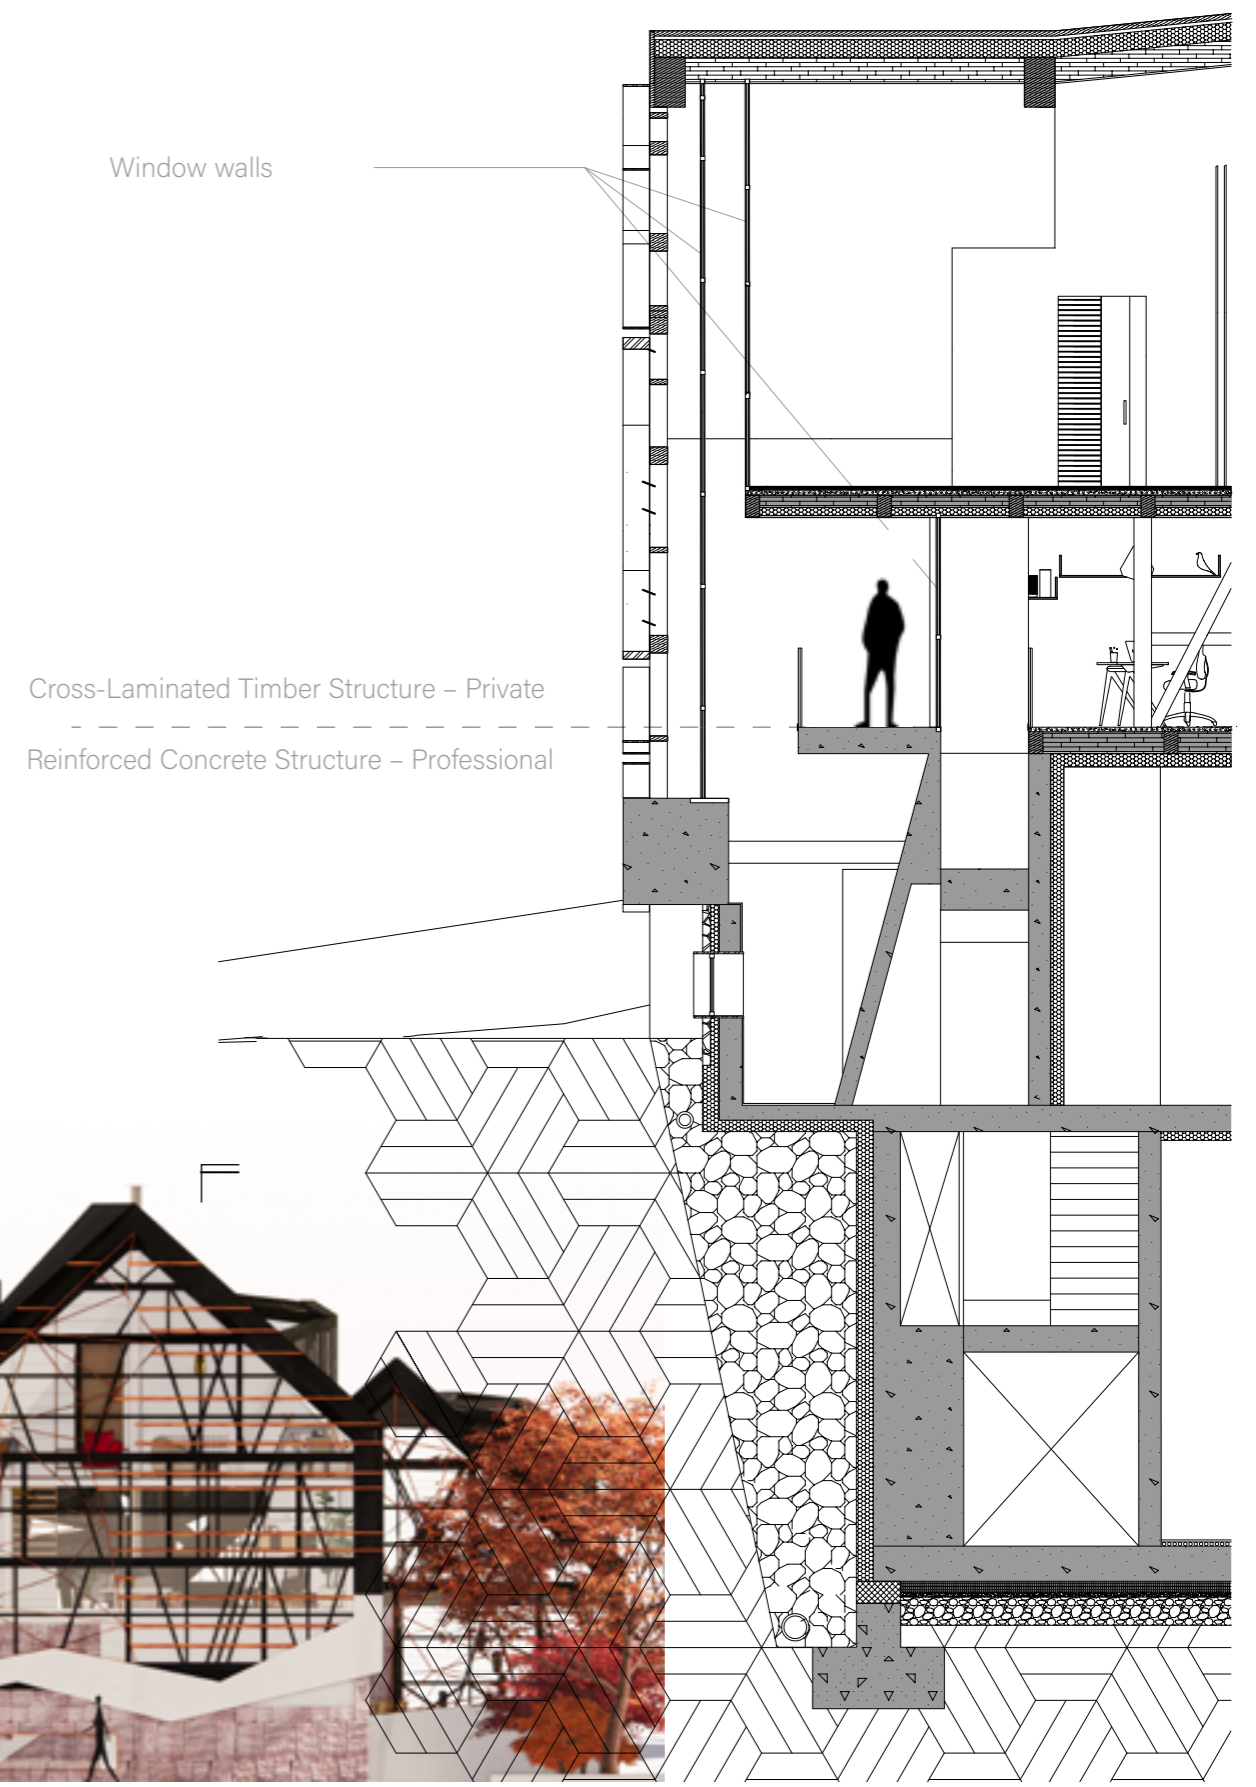 Window walls
Cross-Laminated Timber Structure – Private
Reinforced Concrete Structure – Professional